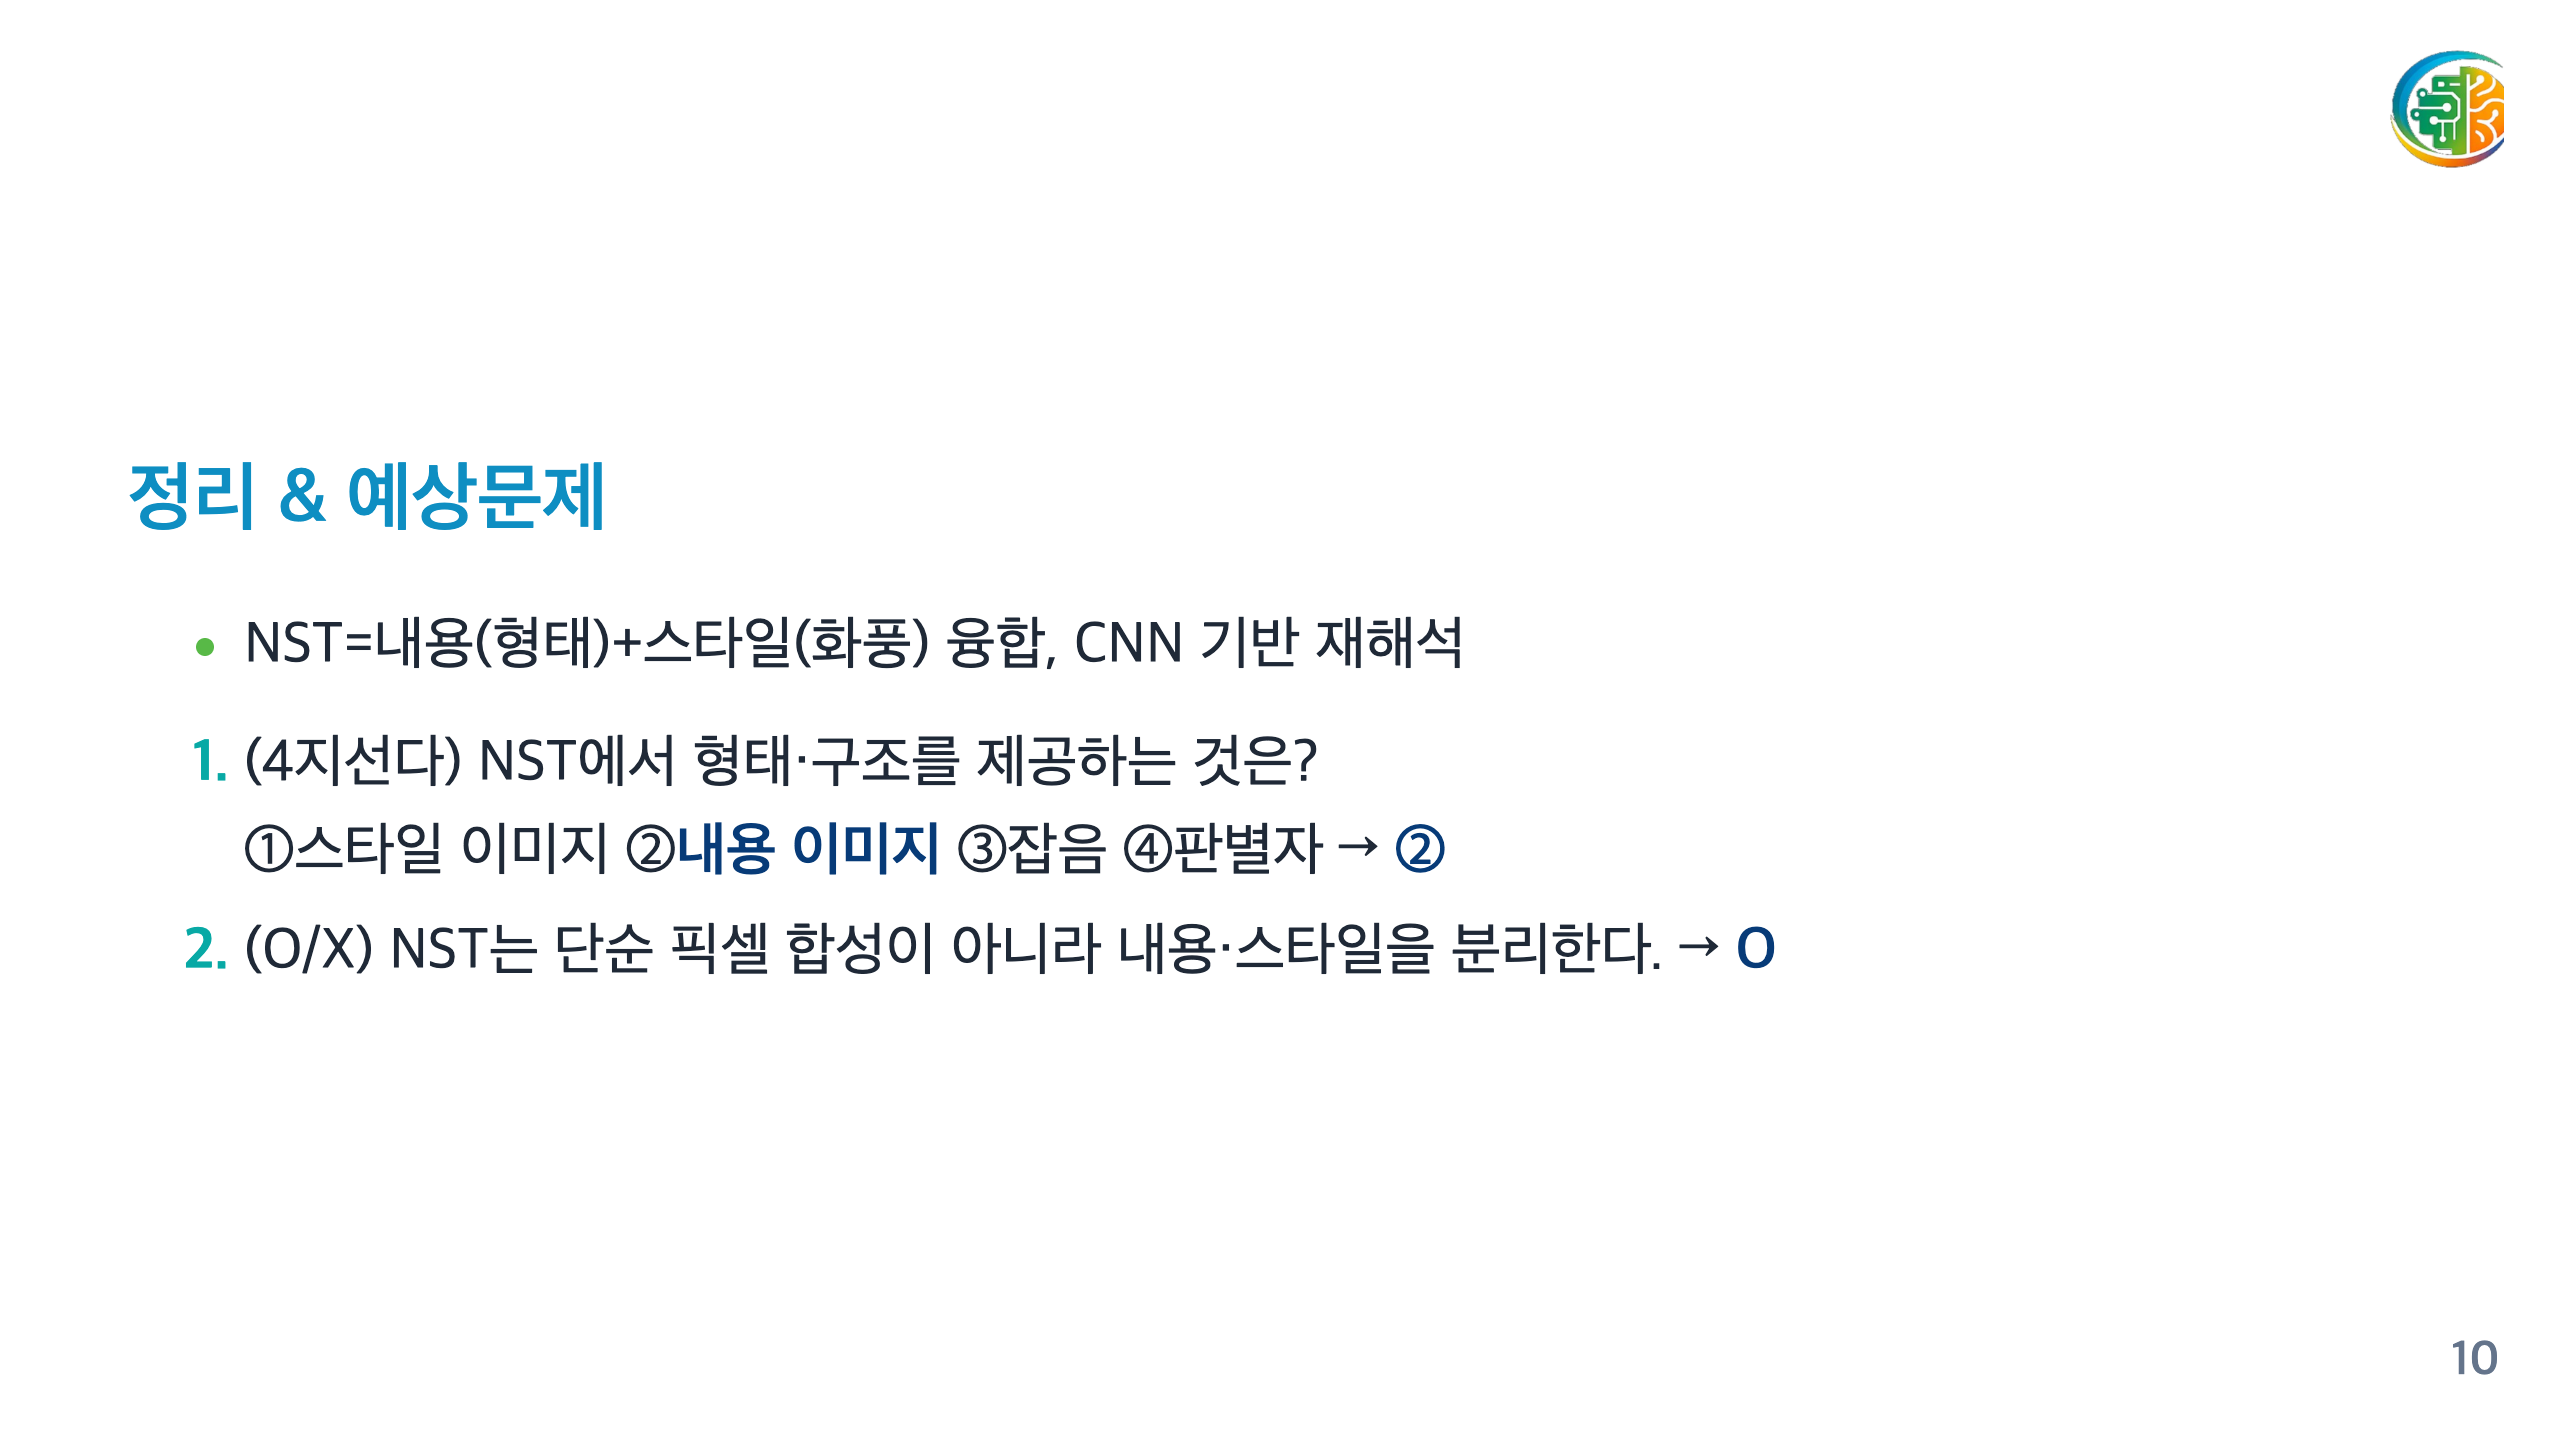 정리 & 예상문제
• NST=내용(형태)+스타일(화풍) 융합, CNN 기반 재해석
1. (4지선다) NST에서 형태·구조를 제공하는 것은?
①스타일 이미지 ②내용 이미지 ③잡음 ④판별자 → ②
2. (O/X) NST는 단순 픽셀 합성이 아니라 내용·스타일을 분리한다. → O
10